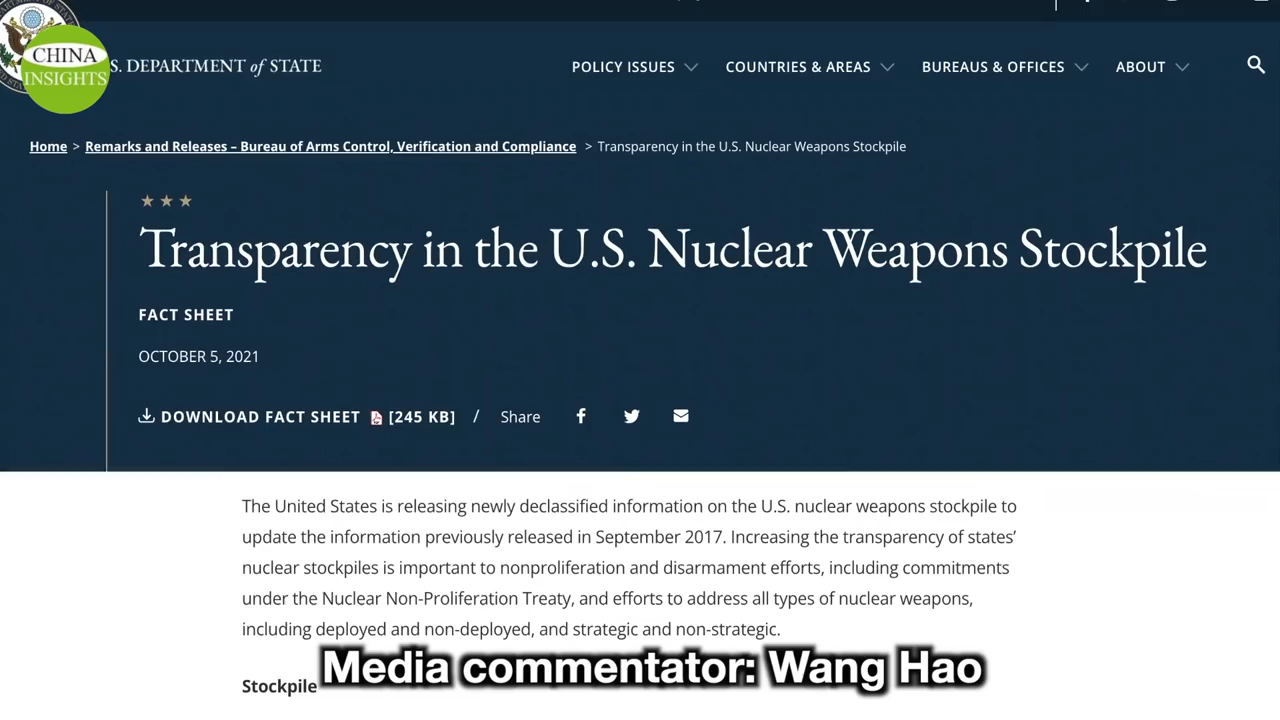 CHINA
INSIGHTS
S. DEPARTMENT of STATE
POLICY ISSUES
COUNTRIES & AREAS
BUREAUS & OFFICES
ABOUT
Home > Remarks and Releases – Bureau of Arms Control, Verification and Compliance > Transparency in the U.S. Nuclear Weapons Stockpile
Transparency in the U.S. Nuclear Weapons Stockpile
FACT SHEET
OCTOBER 5, 2021
DOWNLOAD FACT SHEET [245 KB] / Share
The United States is releasing newly declassified information on the U.S. nuclear weapons stockpile to
update the information previously released in September 2017. Increasing the transparency of states’
nuclear stockpiles is important to nonproliferation and disarmament efforts, including commitments
under the Nuclear Non-Proliferation Treaty, and efforts to address all types of nuclear weapons,
including deployed and non-deployed, and strategic and non-strategic.
Stockpile
Media commentator: Wang Hao